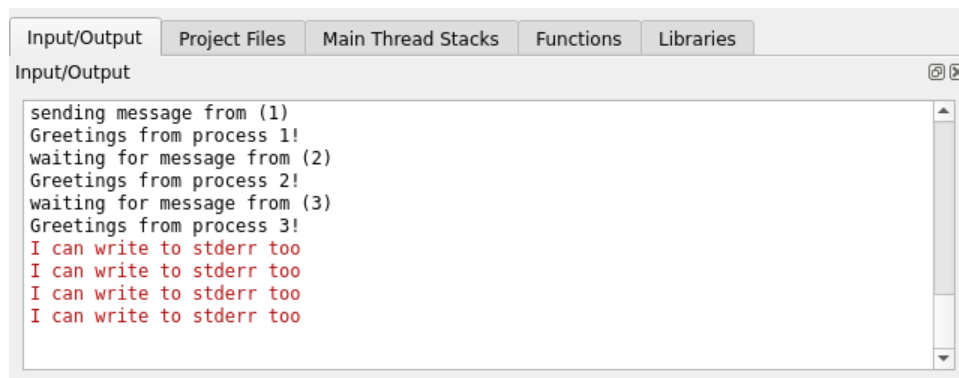 Input/Output Project Files Main Thread Stacks Functions Libraries
Input/Output
sending message from (1)
Greetings from process 1!
waiting for message from (2)
Greetings from process 2!
waiting for message from (3)
Greetings from process 3!
I can write to stderr too
I can write to stderr too
I can write to stderr too
I can write to stderr too